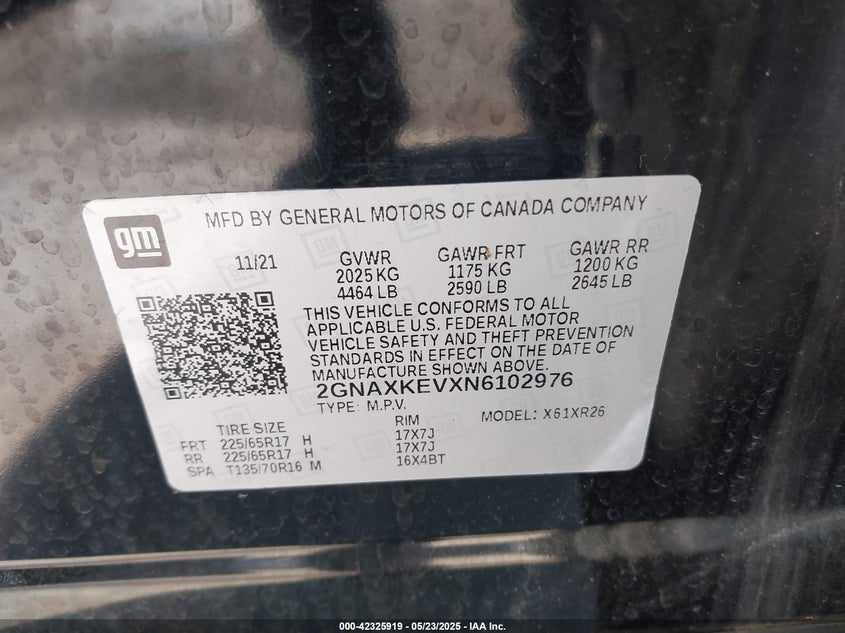 gm
MFD BY GENERAL MOTORS OF CANADA COMPANY
11/21 GVWR GAWR FRT GAWR RR
2025 KG 1175 KG 1200 KG
4464 LB 2590 LB 2645 LB
THIS VEHICLE CONFORMS TO ALL
APPLICABLE U.S. FEDERAL MOTOR
VEHICLE SAFETY AND THEFT PREVENTION
STANDARDS IN EFFECT ON THE DATE OF
MANUFACTURE SHOWN ABOVE.
2GNAXKEVXN6102976
TYPE: M.P.V. MODEL: X61XR26
TIRE SIZE RIM
FRT 225/65R17 H 17X7J
RR 225/65R17 H 17X7J
SPA T135/70R16 M 16X4BT
000-42325919 - 05/23/2025 - IAA Inc.